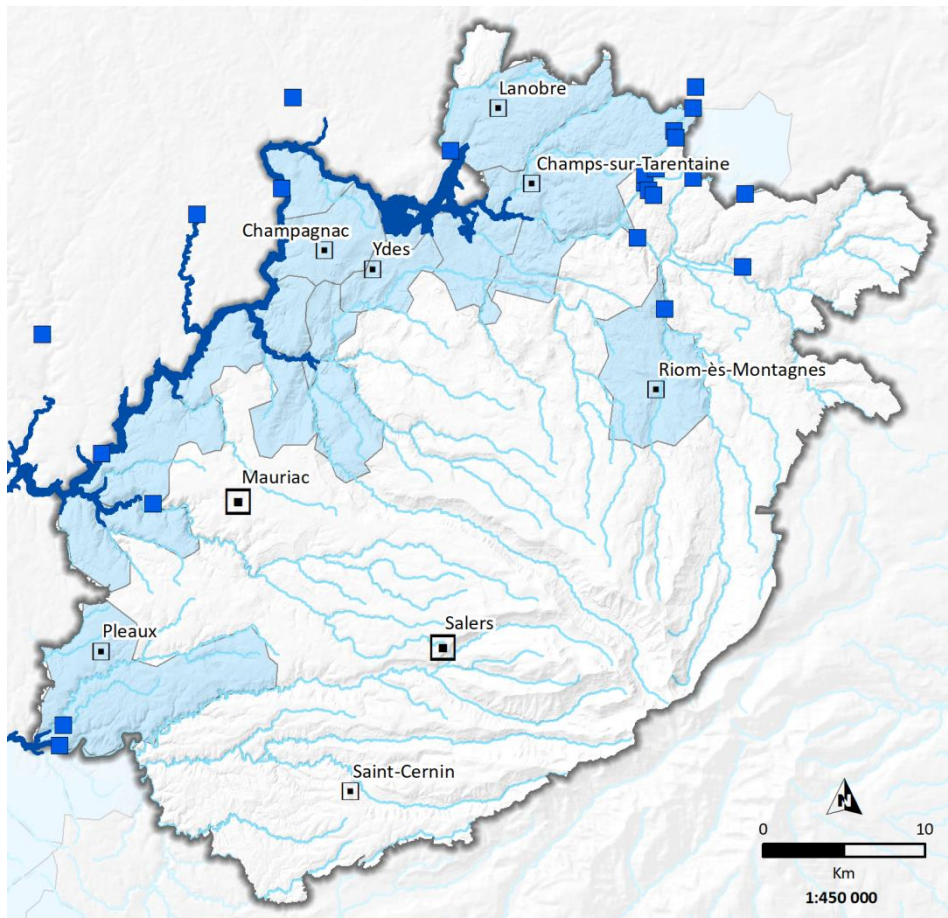 Lanobre
Champs-sur-Tarentaine
Champagnac
Ydes
Riom-ès-Montagnes
Mauriac
Salers
Pleaux
Saint-Cernin
N
0 10
Km
1:450 000